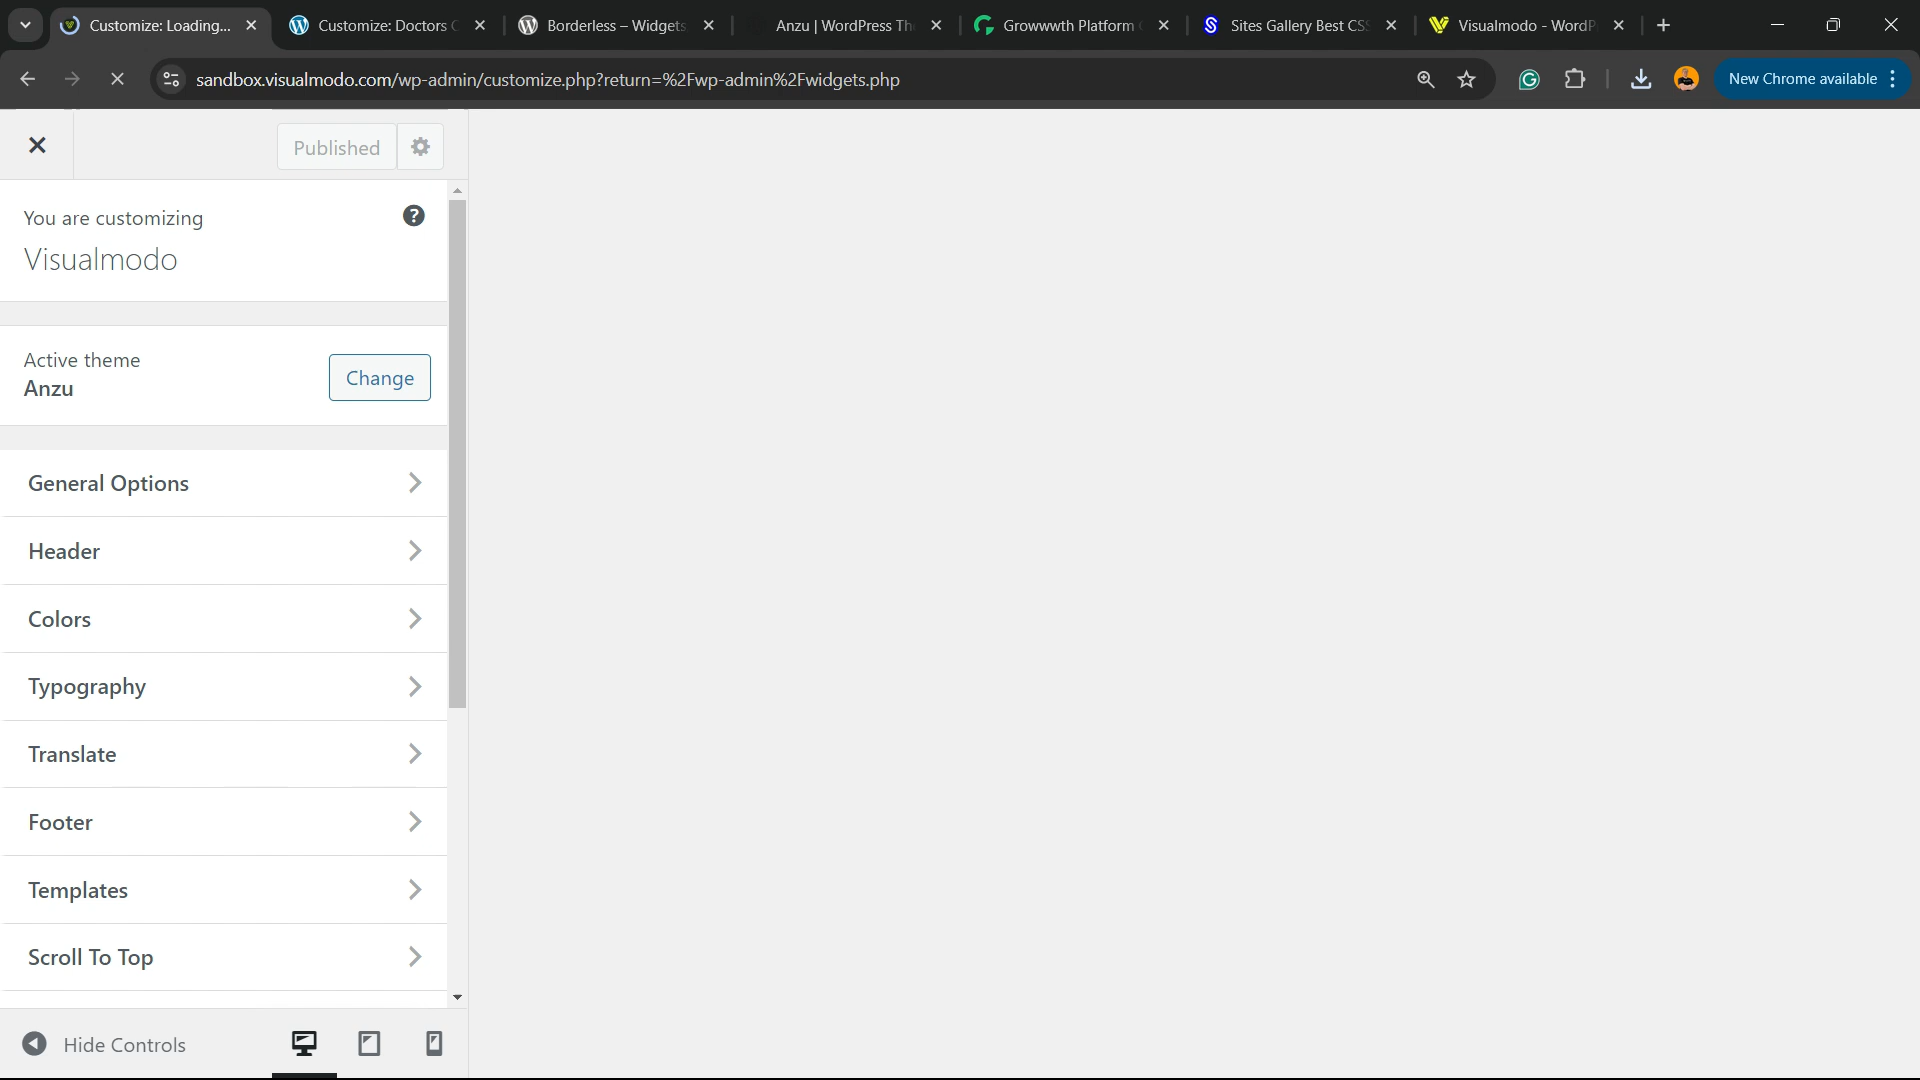 Customize: Loading...
Customize: Doctors C
Borderless – Widgets
Anzu | WordPress Th
Growwwth Platform
Sites Gallery Best CSS
Visualmodo - WordP
sandbox.visualmodo.com/wp-admin/customize.php?return=%2Fwp-admin%2Fwidgets.php
New Chrome available
Published
You are customizing
Visualmodo
Active theme
Anzu
Change
General Options
Header
Colors
Typography
Translate
Footer
Templates
Scroll To Top
Hide Controls